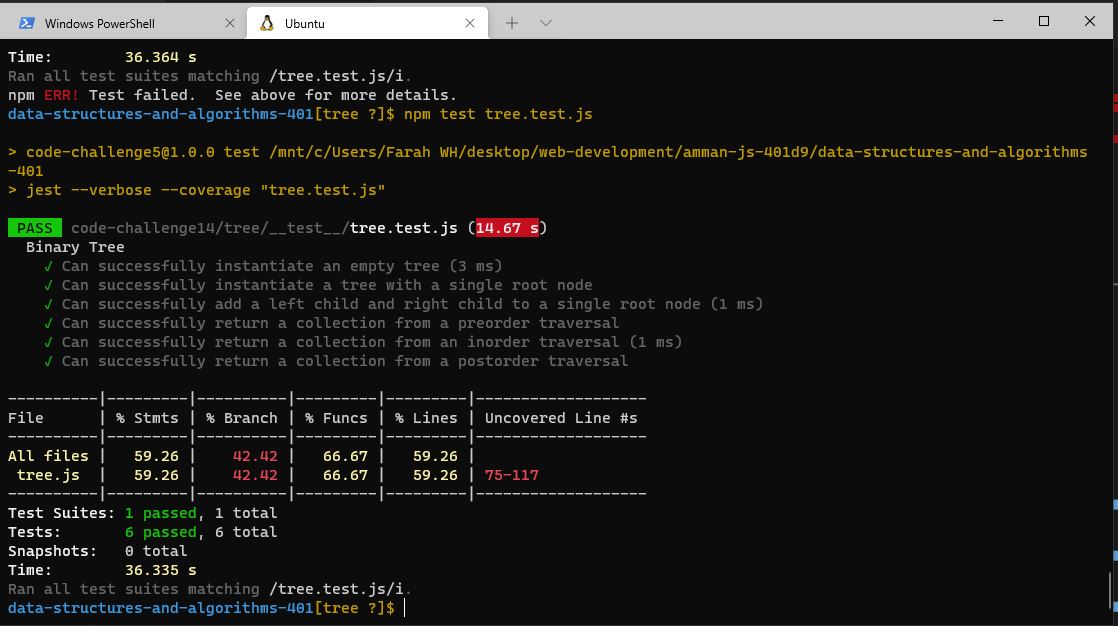 Windows PowerShell
Ubuntu
Time:        36.364 s
Ran all test suites matching /tree.test.js/i.
npm ERR! Test failed.  See above for more details.
data-structures-and-algorithms-401[tree ?]$ npm test tree.test.js
> code-challenge5@1.0.0 test /mnt/c/Users/Farah WH/desktop/web-development/amman-js-401d9/data-structures-and-algorithms
-401
> jest --verbose --coverage "tree.test.js"
PASS code-challenge14/tree/__test__/tree.test.js (14.67 s)
  Binary Tree
    √ Can successfully instantiate an empty tree (3 ms)
    √ Can successfully instantiate a tree with a single root node
    √ Can successfully add a left child and right child to a single root node (1 ms)
    √ Can successfully return a collection from a preorder traversal
    √ Can successfully return a collection from an inorder traversal (1 ms)
    √ Can successfully return a collection from a postorder traversal
----------|---------|----------|---------|---------|-------------------
File      | % Stmts | % Branch | % Funcs | % Lines | Uncovered Line #s
----------|---------|----------|---------|---------|-------------------
All files |   59.26 |    42.42 |   66.67 |   59.26 |
 tree.js  |   59.26 |    42.42 |   66.67 |   59.26 | 75-117
----------|---------|----------|---------|---------|-------------------
Test Suites: 1 passed, 1 total
Tests:       6 passed, 6 total
Snapshots:   0 total
Time:        36.335 s
Ran all test suites matching /tree.test.js/i.
data-structures-and-algorithms-401[tree ?]$